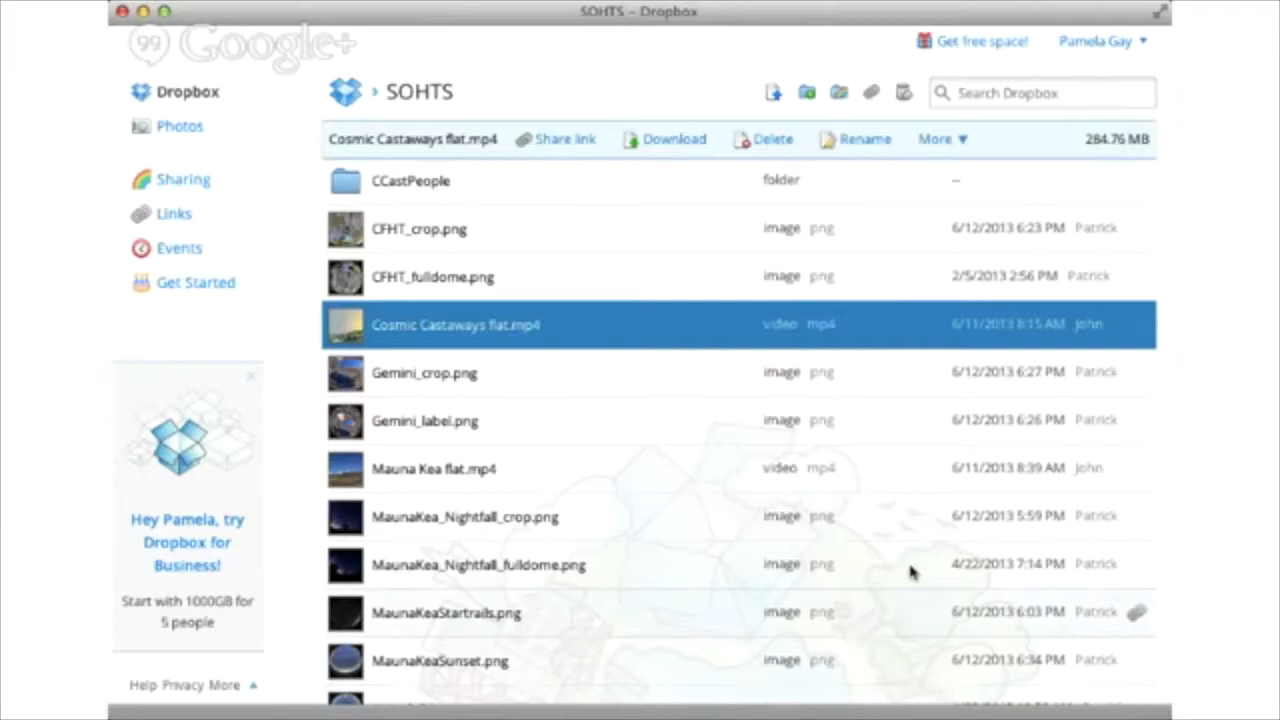 SOHTS – Dropbox
99 Google+
Get free space! Pamela Gay ▼
Dropbox
Photos
Sharing
Links
Events
Get Started
Hey Pamela, try
Dropbox for
Business!
Start with 1000GB for
5 people
Help Privacy More ▲
› SOHTS
Search Dropbox
Cosmic Castaways flat.mp4 Share link Download Delete Rename More ▼ 284.76 MB
CCastPeople folder --
CFHT_crop.png image png 6/12/2013 6:23 PM Patrick
CFHT_fulldome.png image png 2/5/2013 2:56 PM Patrick
Cosmic Castaways flat.mp4 video mp4 6/11/2013 8:15 AM John
Gemini_crop.png image png 6/12/2013 6:27 PM Patrick
Gemini_label.png image png 6/12/2013 6:26 PM Patrick
Mauna Kea flat.mp4 video mp4 6/11/2013 8:39 AM John
MaunaKea_Nightfall_crop.png image png 6/12/2013 5:59 PM Patrick
MaunaKea_Nightfall_fulldome.png image png 4/22/2013 7:14 PM Patrick
MaunaKeaStartrails.png image png 6/12/2013 6:03 PM Patrick
MaunaKeaSunset.png image png 6/12/2013 6:34 PM Patrick